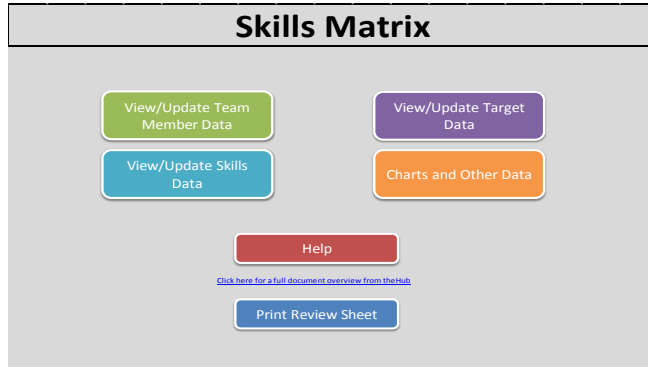 Skills Matrix
View/Update Team
Member Data
View/Update Target
Data
View/Update Skills
Data
Charts and Other Data
Help
Click here for a full document overview from theHub
Print Review Sheet